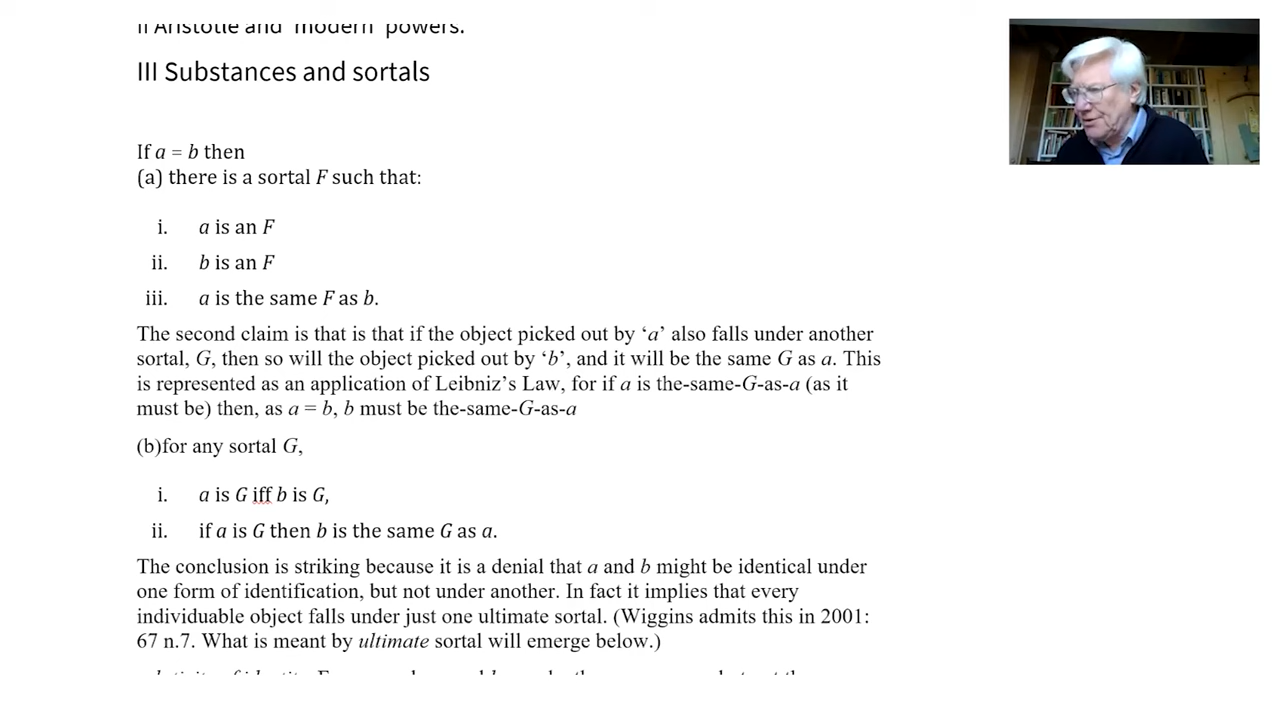 II Aristotle and 'modern' powers.
III Substances and sortals
If a = b then
(a) there is a sortal F such that:
i. a is an F
ii. b is an F
iii. a is the same F as b.
The second claim is that is that if the object picked out by ‘a’ also falls under another
sortal, G, then so will the object picked out by ‘b’, and it will be the same G as a. This
is represented as an application of Leibniz’s Law, for if a is the-same-G-as-a (as it
must be) then, as a = b, b must be the-same-G-as-a
(b)for any sortal G,
i. a is G iff b is G,
ii. if a is G then b is the same G as a.
The conclusion is striking because it is a denial that a and b might be identical under
one form of identification, but not under another. In fact it implies that every
individuable object falls under just one ultimate sortal. (Wiggins admits this in 2001:
67 n.7. What is meant by ultimate sortal will emerge below.)